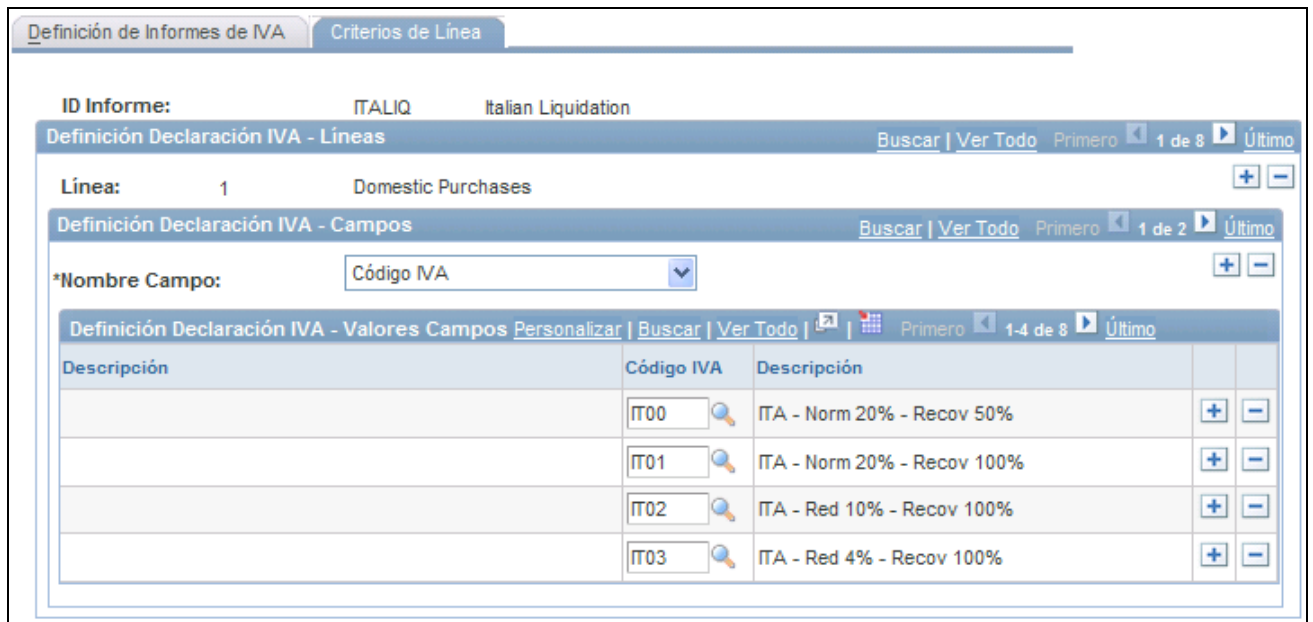 Definición de Informes de IVA Criterios de Línea
ID Informe: ITALIQ Italian Liquidation
Definición Declaración IVA - Líneas Buscar | Ver Todo Primero 1 de 8 Último
Línea: 1 Domestic Purchases
Definición Declaración IVA - Campos Buscar | Ver Todo Primero 1 de 2 Último
*Nombre Campo: Código IVA
Definición Declaración IVA - Valores Campos Personalizar | Buscar | Ver Todo | | Primero 1-4 de 8 Último
Descripción Código IVA Descripción
IT00 ITA - Norm 20% - Recov 50%
IT01 ITA - Norm 20% - Recov 100%
IT02 ITA - Red 10% - Recov 100%
IT03 ITA - Red 4% - Recov 100%